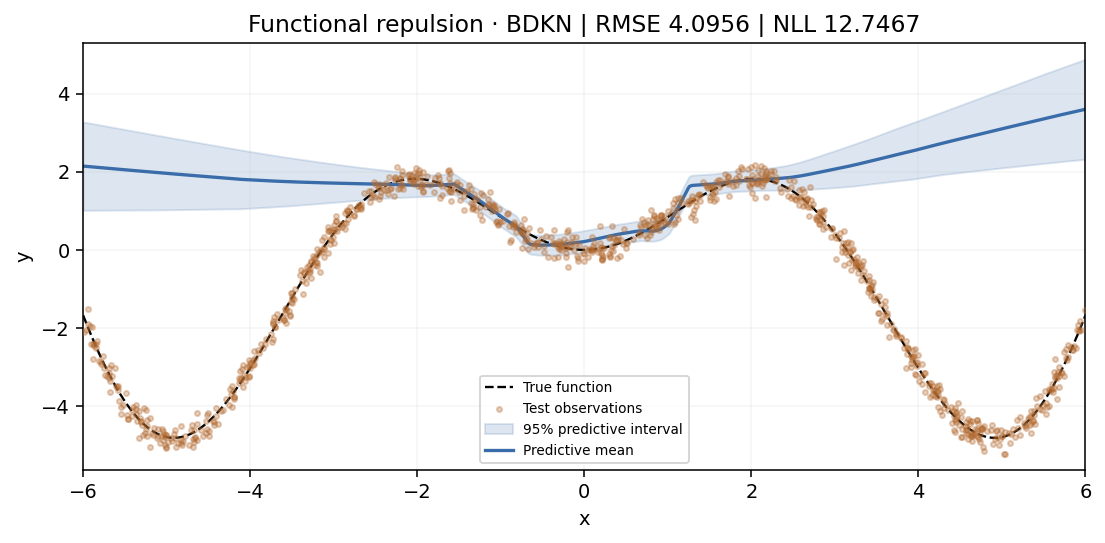 Functional repulsion · BDKN | RMSE 4.0956 | NLL 12.7467
y
4
2
0
−2
−4
True function
Test observations
95% predictive interval
Predictive mean
−6 −4 −2 0 2 4 6
x